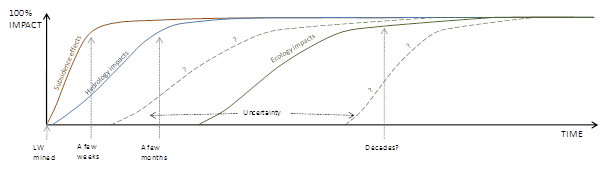 100%
IMPACT
Subsidence effects
Hydrology impacts
?
?
Ecology impacts
?
?
Uncertainty
TIME
LW
mined
A few
weeks
A few
months
Decades?